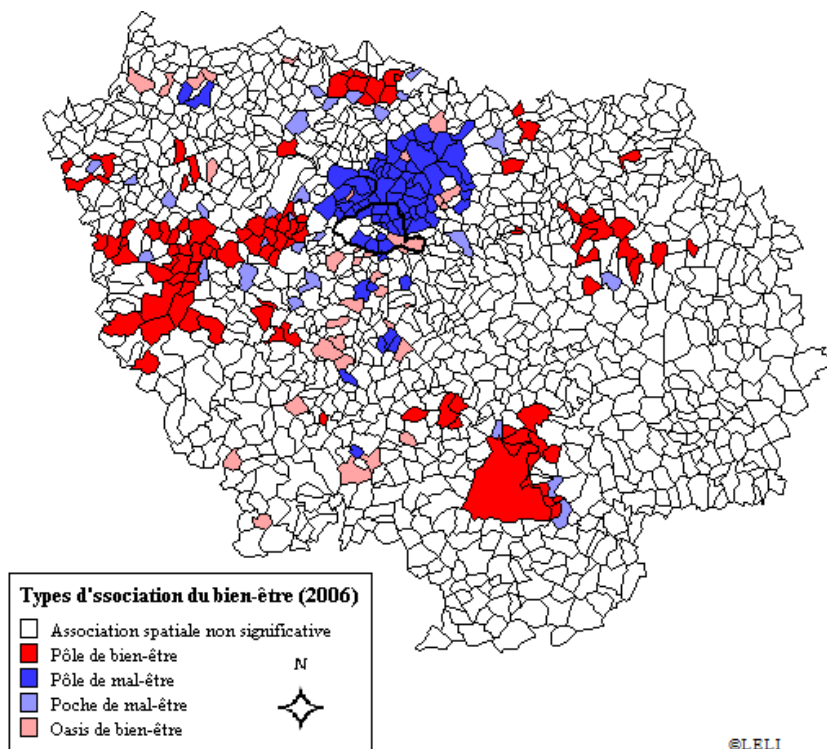 Types d'ssociation du bien-être (2006)
Association spatiale non significative
Pôle de bien-être
Pôle de mal-être
Poche de mal-être
Oasis de bien-être
N
©LELI